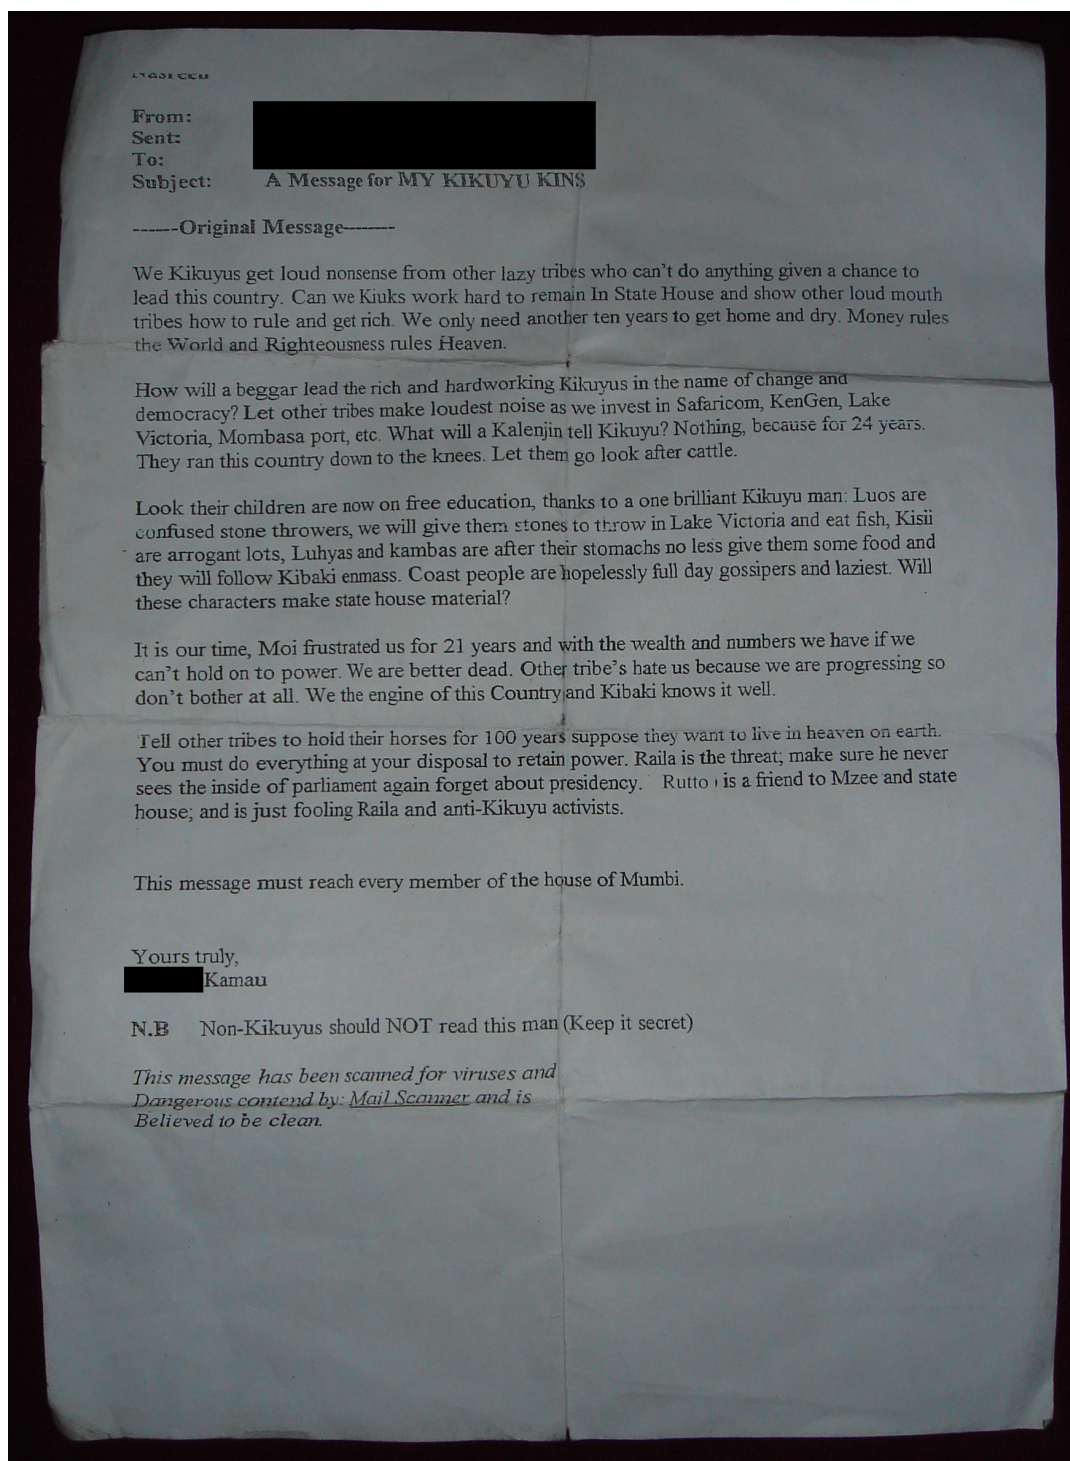 From:
Sent:
To:
Subject: A Message for MY KIKUYU KINS
------Original Message--------
We Kikuyus get loud nonsense from other lazy tribes who can't do anything given a chance to
lead this country. Can we Kiuks work hard to remain In State House and show other loud mouth
tribes how to rule and get rich. We only need another ten years to get home and dry. Money rules
the World and Righteousness rules Heaven.
How will a beggar lead the rich and hardworking Kikuyus in the name of change and
democracy? Let other tribes make loudest noise as we invest in Safaricom, KenGen, Lake
Victoria, Mombasa port, etc. What will a Kalenjin tell Kikuyu? Nothing, because for 24 years.
They ran this country down to the knees. Let them go look after cattle.
Look their children are now on free education, thanks to a one brilliant Kikuyu man: Luos are
confused stone throwers, we will give them stones to throw in Lake Victoria and eat fish, Kisii
are arrogant lots, Luhyas and kambas are after their stomachs no less give them some food and
they will follow Kibaki enmass. Coast people are hopelessly full day gossipers and laziest. Will
these characters make state house material?
It is our time, Moi frustrated us for 21 years and with the wealth and numbers we have if we
can't hold on to power. We are better dead. Other tribe's hate us because we are progressing so
don't bother at all. We the engine of this Country and Kibaki knows it well.
Tell other tribes to hold their horses for 100 years suppose they want to live in heaven on earth.
You must do everything at your disposal to retain power. Raila is the threat; make sure he never
sees the inside of parliament again forget about presidency. Rutto is a friend to Mzee and state
house; and is just fooling Raila and anti-Kikuyu activists.
This message must reach every member of the house of Mumbi.
Yours truly,
Kamau
N.B Non-Kikuyus should NOT read this man (Keep it secret)
This message has been scanned for viruses and
Dangerous contend by: Mail Scanner and is
Believed to be clean.